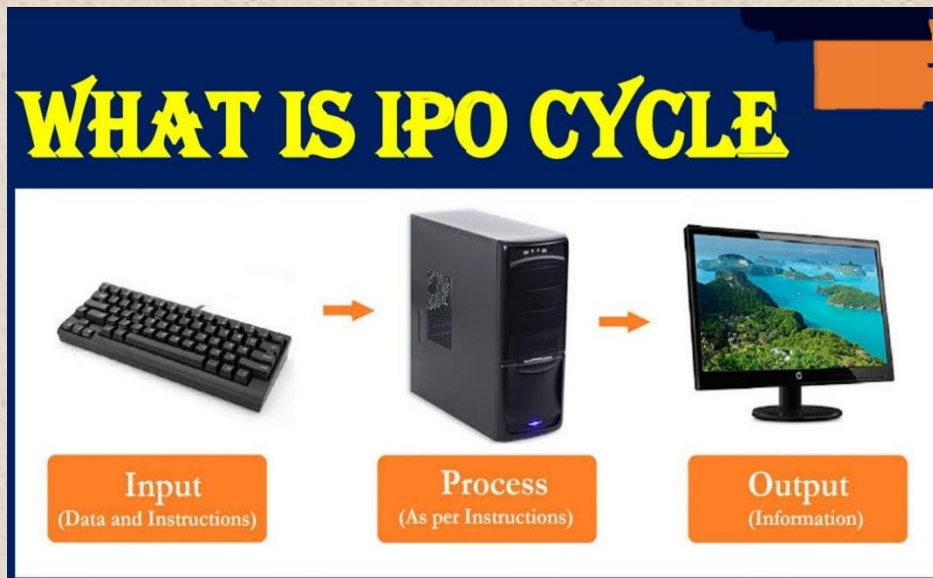 WHAT IS IPO CYCLE
Input
(Data and Instructions)
Process
(As per Instructions)
Output
(Information)